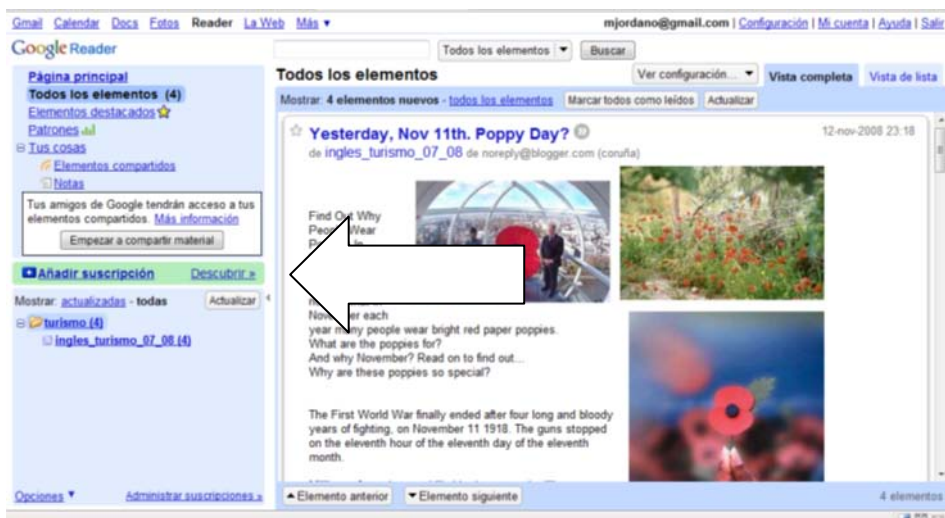 Gmail Calendar Docs Fotos Reader La Web Más ▼ mjordano@gmail.com | Configuración | Mi cuenta | Ayuda | Salir
Google Reader
Todos los elementos Buscar
Página principal
Todos los elementos (4)
Elementos destacados
Patrones
Tus cosas
Elementos compartidos
Notas
Tus amigos de Google tendrán acceso a tus
elementos compartidos. Más información
Empezar a compartir material
Añadir suscripción Descubrir »
Mostrar: actualizadas - todas Actualizar
turismo (4)
ingles_turismo_07_08 (4)
Opciones ▼ Administrar suscripciones »
Todos los elementos Ver configuración... Vista completa Vista de lista
Mostrar: 4 elementos nuevos - todos los elementos Marcar todos como leídos Actualizar
Yesterday, Nov 11th. Poppy Day? 12-nov-2008 23:18
de ingles_turismo_07_08 de noreply@blogger.com (coruña)
Find Out Why
People Wear
November each
year many people wear bright red paper poppies.
What are the poppies for?
And why November? Read on to find out...
Why are these poppies so special?
The First World War finally ended after four long and bloody
years of fighting, on November 11 1918. The guns stopped
on the eleventh hour of the eleventh day of the eleventh
month.
Elemento anterior Elemento siguiente 4 elementos